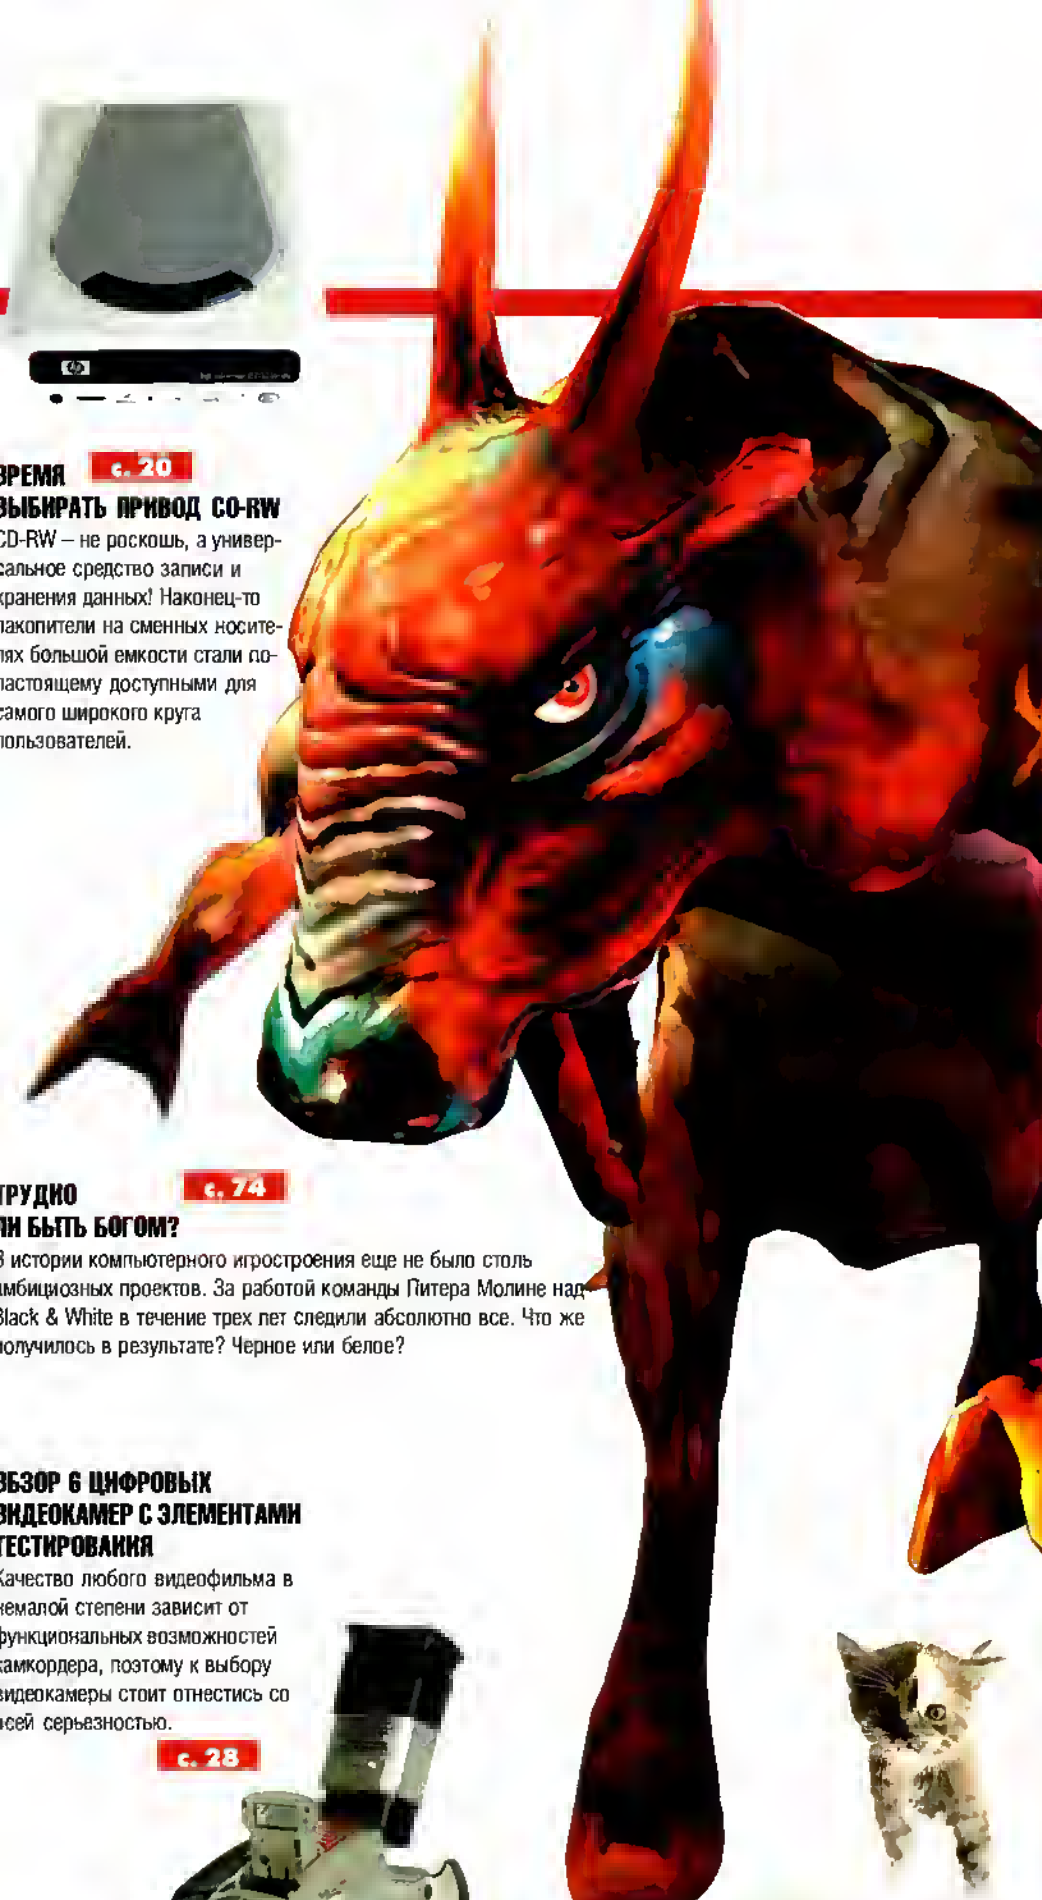 ВРЕМЯ с. 20
ВЫБИРАТЬ ПРИВОД CD-RW
CD-RW – не роскошь, а универ-
сальное средство записи и
хранения данных! Наконец-то
накопители на сменных носите-
лях большой емкости стали по-
настоящему доступными для
самого широкого круга
пользователей.
ТРУДНО с. 74
ЛИ БЫТЬ БОГОМ?
В истории компьютерного игростроения еще не было столь
амбициозных проектов. За работой команды Питера Молине над
Black & White в течение трех лет следили абсолютно все. Что же
получилось в результате? Черное или белое?
ОБЗОР 6 ЦИФРОВЫХ
ВИДЕОКАМЕР С ЭЛЕМЕНТАМИ
ТЕСТИРОВАНИЯ
Качество любого видеофильма в
немалой степени зависит от
функциональных возможностей
камкордера, поэтому к выбору
видеокамеры стоит отнестись со
всей серьезностью.
с. 28
hp